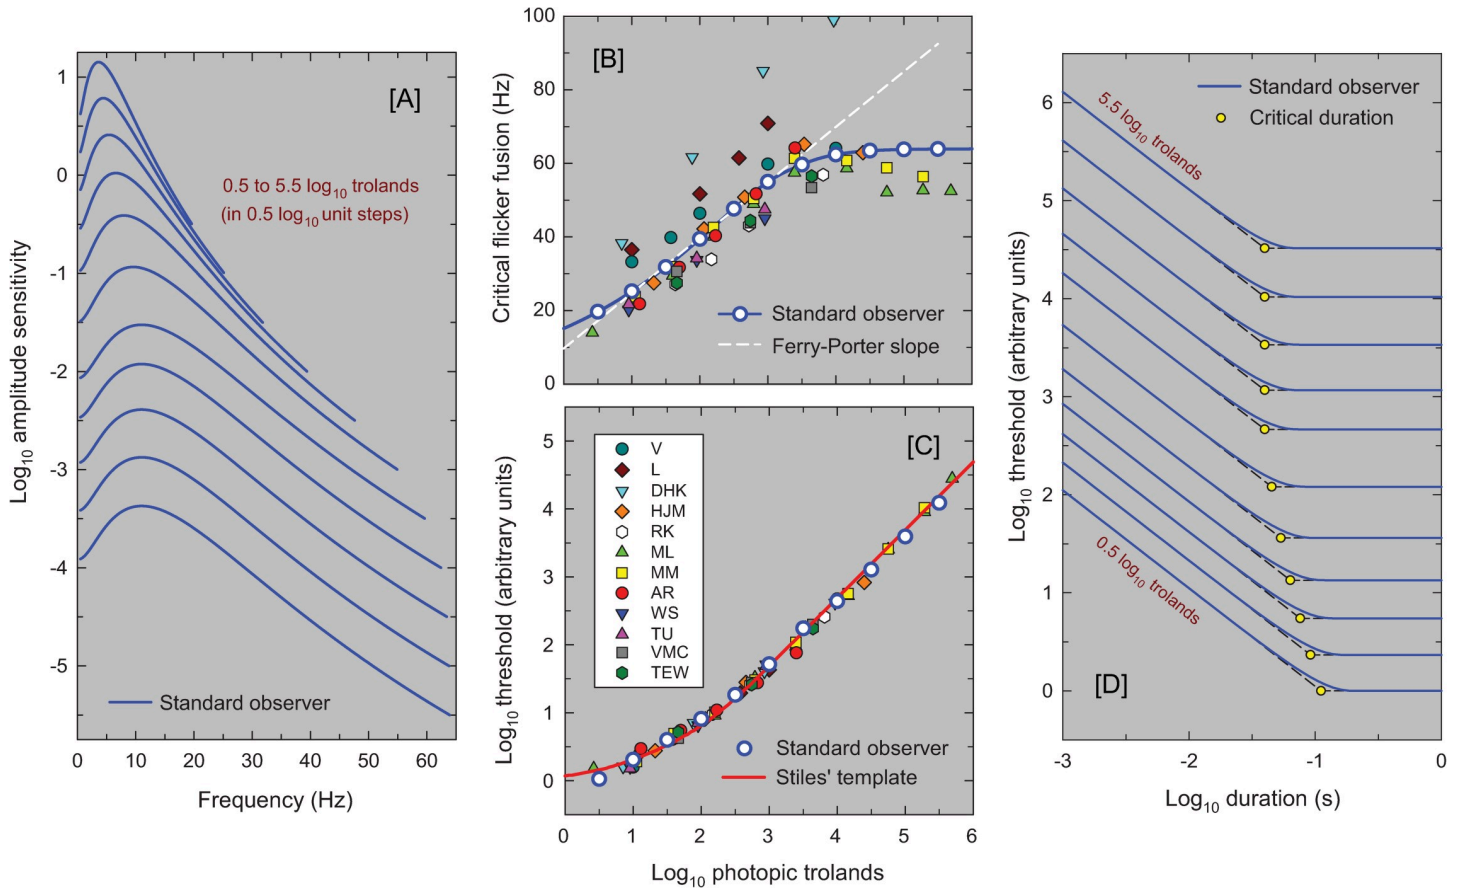 [A]
0.5 to 5.5 log10 trolands
(in 0.5 log10 unit steps)
Log10 amplitude sensitivity
1
0
-1
-2
-3
-4
-5
Standard observer
0 10 20 30 40 50 60
Frequency (Hz)
[B]
Critical flicker fusion (Hz)
100
80
60
40
20
0
Standard observer
Ferry-Porter slope
[C]
Log10 threshold (arbitrary units)
5
4
3
2
1
0
V
L
DHK
HJM
RK
ML
MM
AR
WS
TU
VMC
TEW
Standard observer
Stiles' template
0 1 2 3 4 5 6
Log10 photopic trolands
Log10 threshold (arbitrary units)
6
5
4
3
2
1
0
Standard observer
Critical duration
5.5 log10 trolands
0.5 log10 trolands
[D]
-3 -2 -1 0
Log10 duration (s)